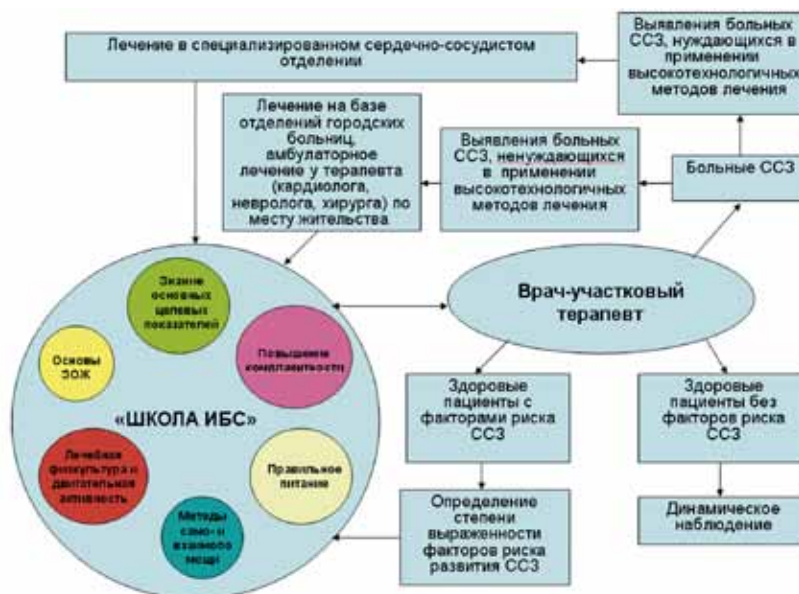 Лечение в специализированном сердечно-сосудистом
отделении
Выявления больных
ССЗ, нуждающихся в
применении
высокотехнологичных
методов лечения
Лечение на базе
отделений городских
больниц,
амбулаторное
лечение у терапевта
(кардиолога,
невролога, хирурга) по
месту жительства
Выявления больных
ССЗ, ненуждающихся
в применении
высокотехнологичных
методов лечения
Больные ССЗ
Врач-участковый
терапевт
Знание
основных
целевых
показателей
Основы
ЗОЖ
Повышение
комплаентности
«ШКОЛА ИБС»
Лечебная
физкультура и
двигательная
активность
Правильное
питание
Методы
само- и
взаимопо
мощи
Здоровые
пациенты с
факторами риска
ССЗ
Здоровые
пациенты без
факторов риска
ССЗ
Определение
степени
выраженности
факторов риска
развития ССЗ
Динамическое
наблюдение